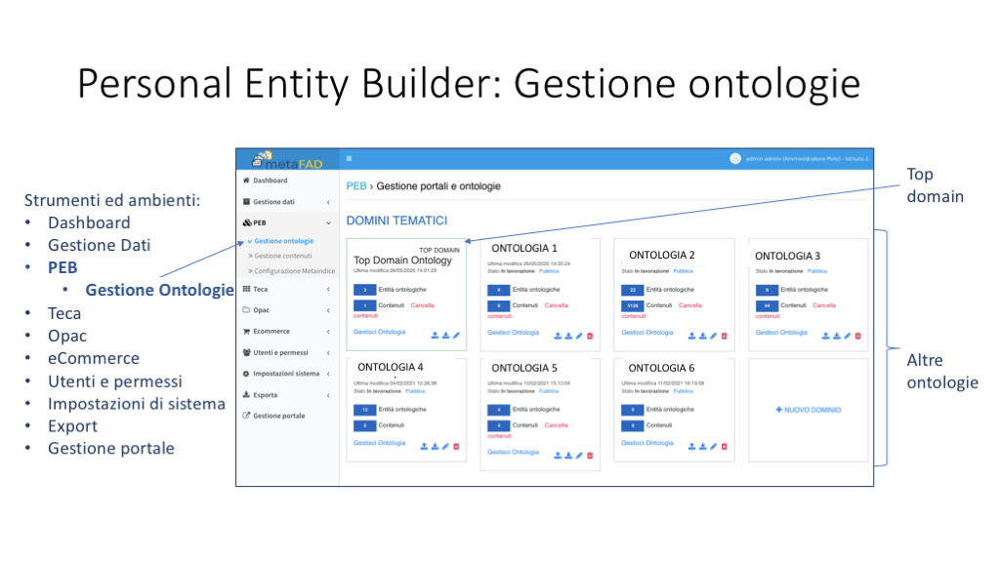 Personal Entity Builder: Gestione ontologie
Strumenti ed ambienti:
• Dashboard
• Gestione Dati
• PEB
• Gestione Ontologie
• Teca
• Opac
• eCommerce
• Utenti e permessi
• Impostazioni di sistema
• Export
• Gestione portale
metaFAD
admin admin (Amministratore Polo) - Istituto 1
Dashboard
Gestione dati
PEB
» Gestione ontologie
» Gestione contenuti
» Configurazione Metaindice
Teca
Opac
Ecommerce
Utenti e permessi
Impostazioni sistema
Esporta
Gestione portale
PEB › Gestione portali e ontologie
DOMINI TEMATICI
TOP DOMAIN
Top Domain Ontology
Ultima modifica 26/05/2020 14:01:29
3 Entità ontologiche
1 Contenuti Cancella
contenuti
Gestisci Ontologia
ONTOLOGIA 1
Ultima modifica 26/05/2020 19:20:24
Stato In lavorazione Pubblica
6 Entità ontologiche
Contenuti Cancella
contenuti
Gestisci Ontologia
ONTOLOGIA 2
Stato In lavorazione Pubblica
22 Entità ontologiche
5126 Contenuti Cancella
contenuti
Gestisci Ontologia
ONTOLOGIA 3
Stato In lavorazione Pubblica
Entità ontologiche
44 Contenuti Cancella
contenuti
Gestisci Ontologia
ONTOLOGIA 4
Ultima modifica 04/02/2021 10:28:38
Stato In lavorazione Pubblica
12 Entità ontologiche
Contenuti
Gestisci Ontologia
ONTOLOGIA 5
Ultima modifica 10/02/2021 15:13:04
Stato In lavorazione Pubblica
Entità ontologiche
Contenuti Cancella
contenuti
Gestisci Ontologia
ONTOLOGIA 6
Ultima modifica 11/02/2021 16:19:58
Stato In lavorazione Pubblica
Entità ontologiche
Contenuti
Gestisci Ontologia
+ NUOVO DOMINIO
Top
domain
Altre
ontologie